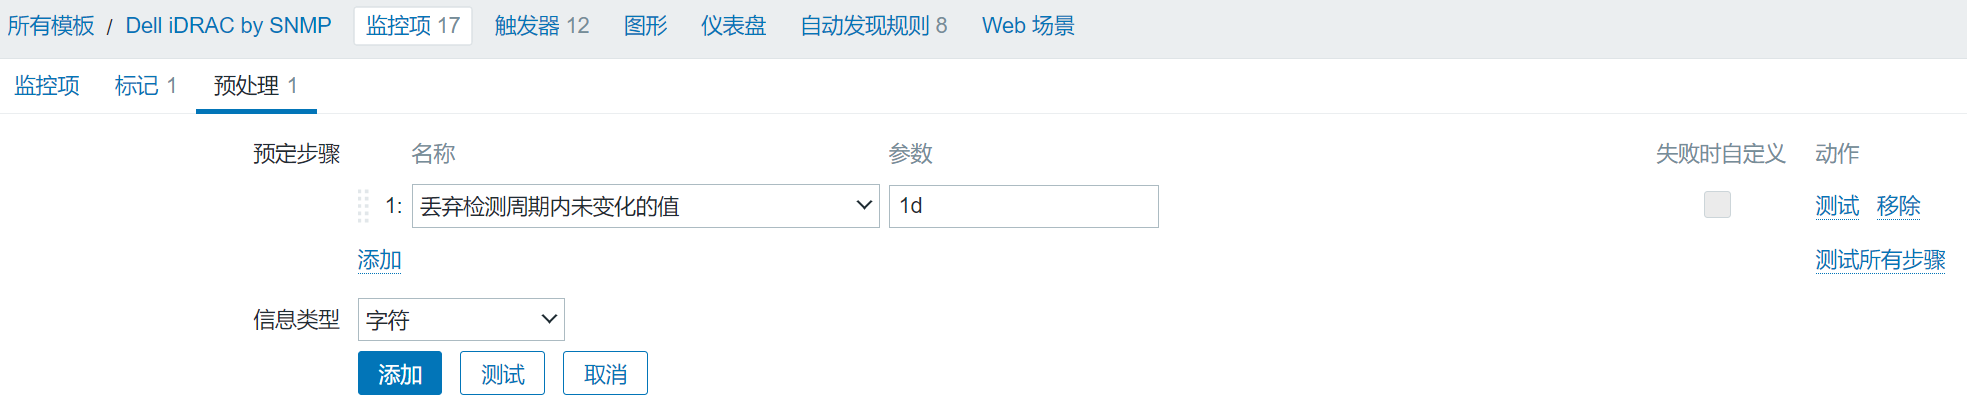 所有模板 / Dell iDRAC by SNMP 监控项 17 触发器 12 图形 仪表盘 自动发现规则 8 Web 场景
监控项 标记 1 预处理 1
预定步骤 名称 参数 失败时自定义 动作
1: 丢弃检测周期内未变化的值 1d 测试 移除
添加 测试所有步骤
信息类型 字符
添加 测试 取消